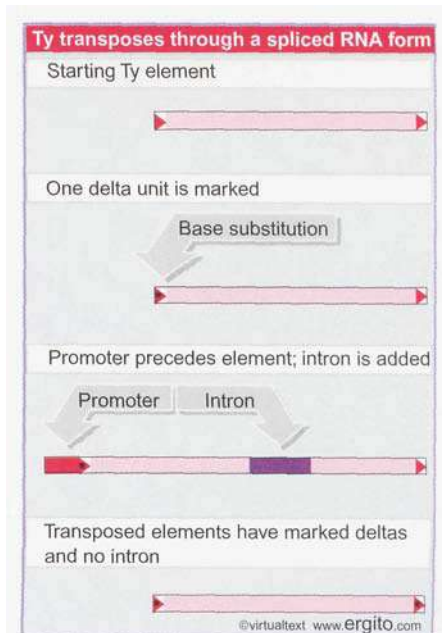 Ty transposes through a spliced RNA form
Starting Ty element
One delta unit is marked
Base substitution
Promoter precedes element; intron is added
Promoter
Intron
Transposed elements have marked deltas
and no intron
©virtualtext www.ergito.com